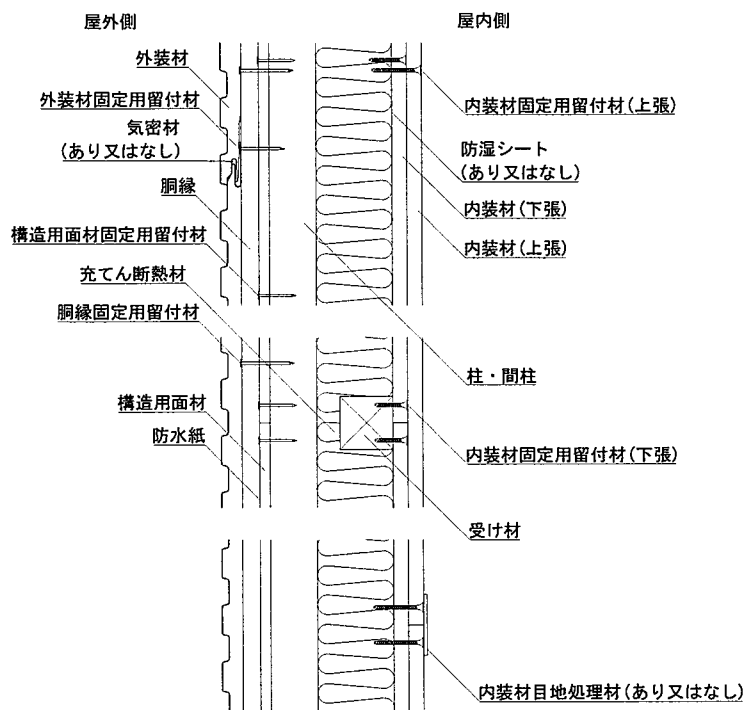 屋外側
屋内側
外装材
外装材固定用留付材
気密材
(あり又はなし)
胴縁
構造用面材固定用留付材
充てん断熱材
胴縁固定用留付材
構造用面材
防水紙
内装材固定用留付材(上張)
防湿シート
(あり又はなし)
内装材(下張)
内装材(上張)
柱・間柱
内装材固定用留付材(下張)
受け材
内装材目地処理材(あり又はなし)